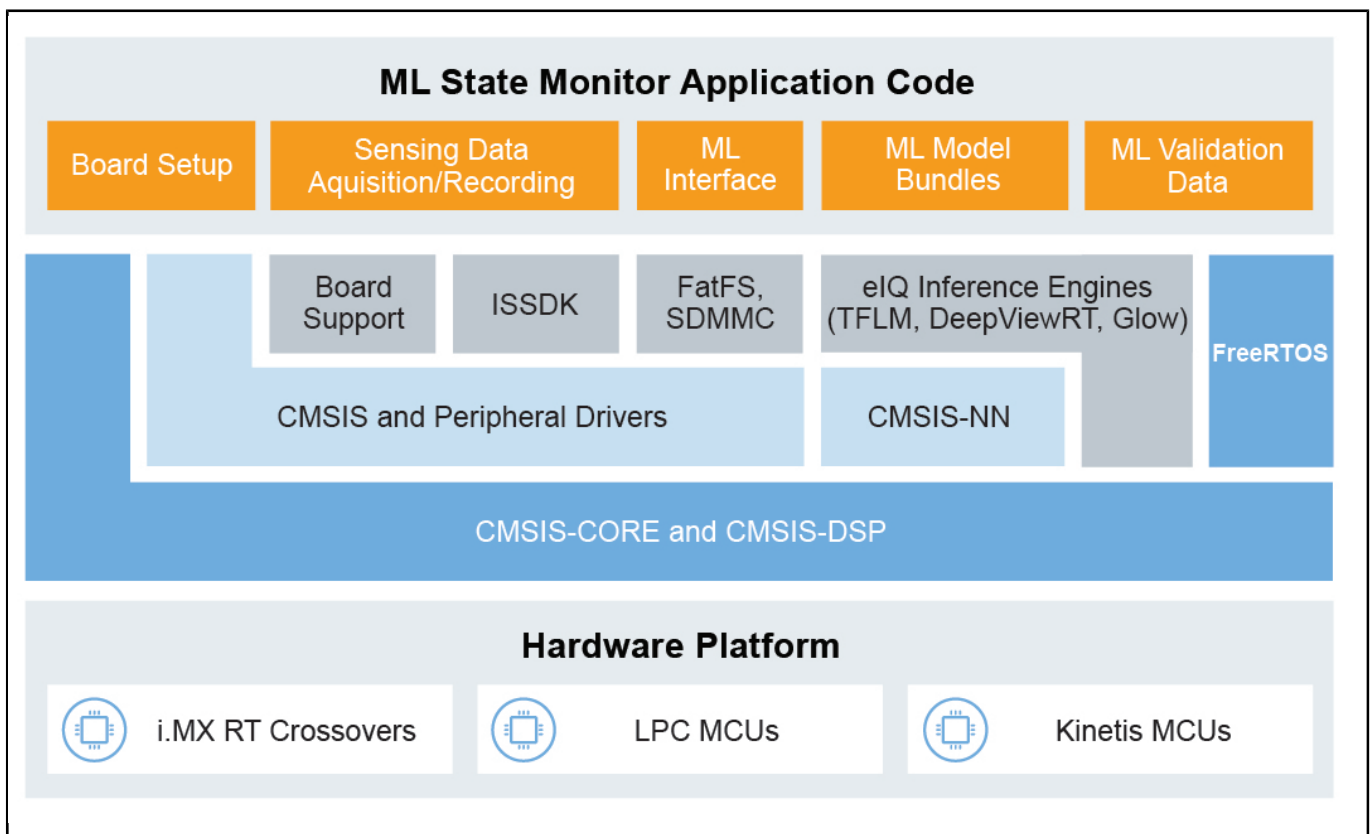 ML State Monitor Application Code
Board Setup
Sensing Data
Aquisition/Recording
ML
Interface
ML Model
Bundles
ML Validation
Data
Board
Support
ISSDK
FatFS,
SDMMC
eIQ Inference Engines
(TFLM, DeepViewRT, Glow)
FreeRTOS
CMSIS and Peripheral Drivers
CMSIS-NN
CMSIS-CORE and CMSIS-DSP
Hardware Platform
i.MX RT Crossovers
LPC MCUs
Kinetis MCUs